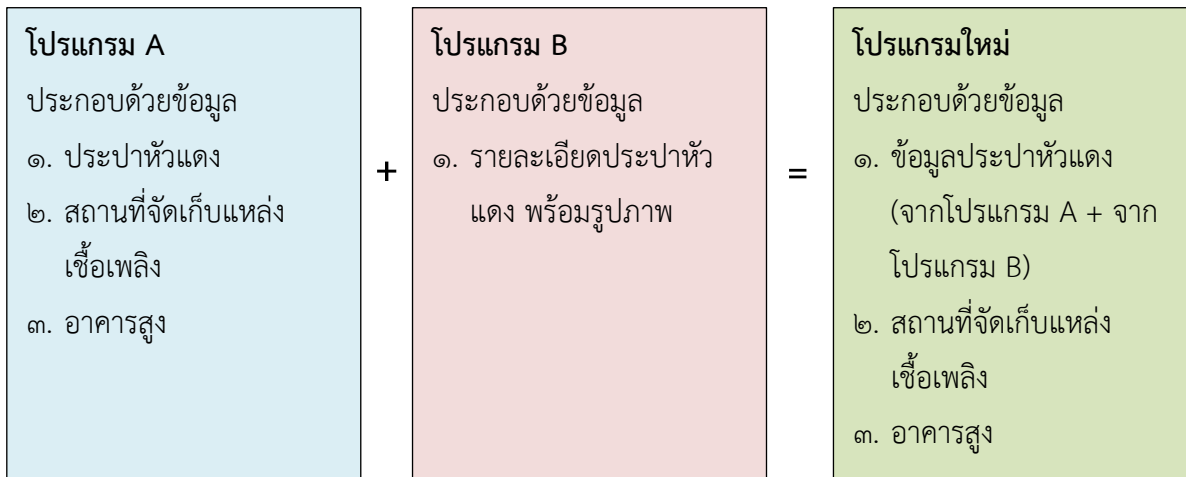 โปรแกรม A
ประกอบด้วยข้อมูล
๑. ประปาหัวแดง
๒. สถานที่จัดเก็บแหล่ง
เชื้อเพลิง
๓. อาคารสูง
+
โปรแกรม B
ประกอบด้วยข้อมูล
๑. รายละเอียดประปาหัว
แดง พร้อมรูปภาพ
=
โปรแกรมใหม่
ประกอบด้วยข้อมูล
๑. ข้อมูลประปาหัวแดง
(จากโปรแกรม A + จาก
โปรแกรม B)
๒. สถานที่จัดเก็บแหล่ง
เชื้อเพลิง
๓. อาคารสูง